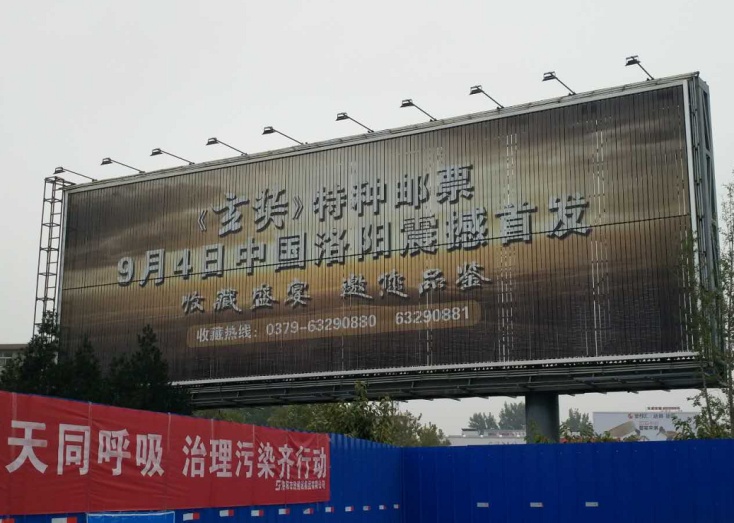 《玄奘》特种邮票
9月4日中国洛阳震撼首发
收藏盛宴 邀您品鉴
收藏热线：0379-63290880 63290881
天同呼吸 治理污染齐行动